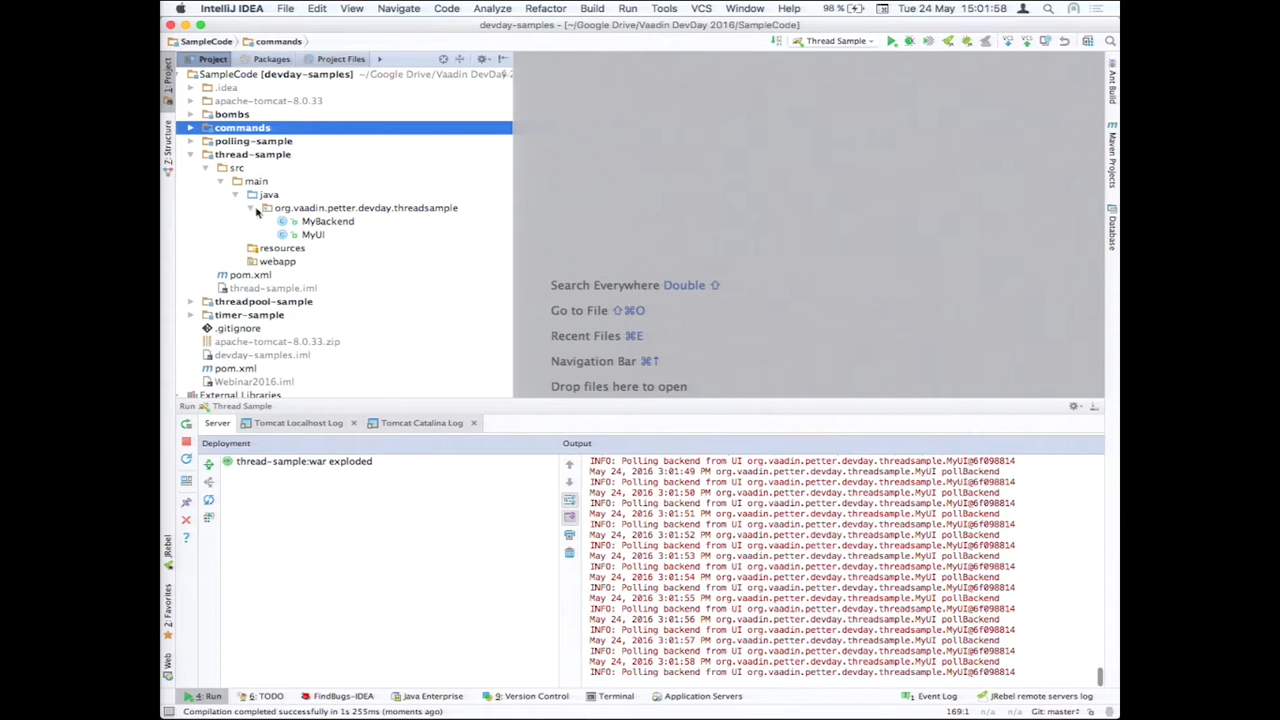 IntelliJ IDEA File Edit View Navigate Code Analyze Refactor Build Run Tools VCS Window Help 98 % Tue 24 May 15:01:58
devday-samples - [~/Google Drive/Vaadin DevDay 2016/SampleCode]
SampleCode commands Thread Sample
Project Packages Project Files
SampleCode [devday-samples] ~/Google Drive/Vaadin DevDay 2
.idea
apache-tomcat-8.0.33
bombs
commands
polling-sample
thread-sample
src
main
java
org.vaadin.petter.devday.threadsample
MyBackend
MyUI
resources
webapp
pom.xml
thread-sample.iml
threadpool-sample
timer-sample
.gitignore
apache-tomcat-8.0.33.zip
devday-samples.iml
pom.xml
Webinar2016.iml
External Libraries
1: Project
7: Structure
JRebel
2: Favorites
Web
Search Everywhere Double ⇧
Go to File ⇧⌘O
Recent Files ⌘E
Navigation Bar ⌘↑
Drop files here to open
Ant Build
Maven Projects
Database
Run Thread Sample
Server Tomcat Localhost Log Tomcat Catalina Log
Deployment Output
thread-sample:war exploded
INFO: Polling backend from UI org.vaadin.petter.devday.threadsample.MyUI@6f098814
May 24, 2016 3:01:49 PM org.vaadin.petter.devday.threadsample.MyUI pollBackend
INFO: Polling backend from UI org.vaadin.petter.devday.threadsample.MyUI@6f098814
May 24, 2016 3:01:50 PM org.vaadin.petter.devday.threadsample.MyUI pollBackend
INFO: Polling backend from UI org.vaadin.petter.devday.threadsample.MyUI@6f098814
May 24, 2016 3:01:51 PM org.vaadin.petter.devday.threadsample.MyUI pollBackend
INFO: Polling backend from UI org.vaadin.petter.devday.threadsample.MyUI@6f098814
May 24, 2016 3:01:52 PM org.vaadin.petter.devday.threadsample.MyUI pollBackend
INFO: Polling backend from UI org.vaadin.petter.devday.threadsample.MyUI@6f098814
May 24, 2016 3:01:53 PM org.vaadin.petter.devday.threadsample.MyUI pollBackend
INFO: Polling backend from UI org.vaadin.petter.devday.threadsample.MyUI@6f098814
May 24, 2016 3:01:54 PM org.vaadin.petter.devday.threadsample.MyUI pollBackend
INFO: Polling backend from UI org.vaadin.petter.devday.threadsample.MyUI@6f098814
May 24, 2016 3:01:55 PM org.vaadin.petter.devday.threadsample.MyUI pollBackend
INFO: Polling backend from UI org.vaadin.petter.devday.threadsample.MyUI@6f098814
May 24, 2016 3:01:56 PM org.vaadin.petter.devday.threadsample.MyUI pollBackend
INFO: Polling backend from UI org.vaadin.petter.devday.threadsample.MyUI@6f098814
May 24, 2016 3:01:57 PM org.vaadin.petter.devday.threadsample.MyUI pollBackend
INFO: Polling backend from UI org.vaadin.petter.devday.threadsample.MyUI@6f098814
May 24, 2016 3:01:58 PM org.vaadin.petter.devday.threadsample.MyUI pollBackend
INFO: Polling backend from UI org.vaadin.petter.devday.threadsample.MyUI@6f098814
4: Run 6: TODO FindBugs-IDEA Java Enterprise 9: Version Control Terminal Application Servers 1 Event Log JRebel remote servers log
Compilation completed successfully in 1s 255ms (moments ago) 169:1 n/a n/a Git: master